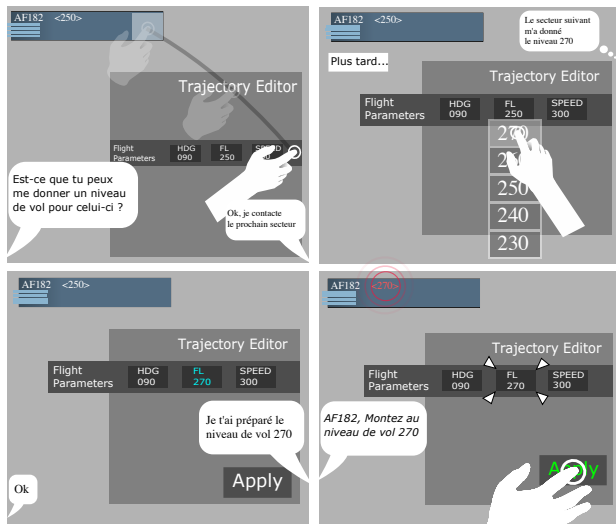 AF182 <250>
Trajectory Editor
Flight HDG FL SPEED
Parameters 090 250 300
Est-ce que tu peux
me donner un niveau
de vol pour celui-ci ?
Ok, je contacte
le prochain secteur
AF182 <250>
Le secteur suivant
m'a donné
le niveau 270
Plus tard...
Trajectory Editor
Flight HDG FL SPEED
Parameters 090 250 300
270
260
250
240
230
AF182 <250>
Trajectory Editor
Flight HDG FL SPEED
Parameters 090 270 300
Je t'ai préparé le
niveau de vol 270
Apply
Ok
AF182 <270>
Trajectory Editor
Flight HDG FL SPEED
Parameters 090 270 300
AF182, Montez au
niveau de vol 270
Apply